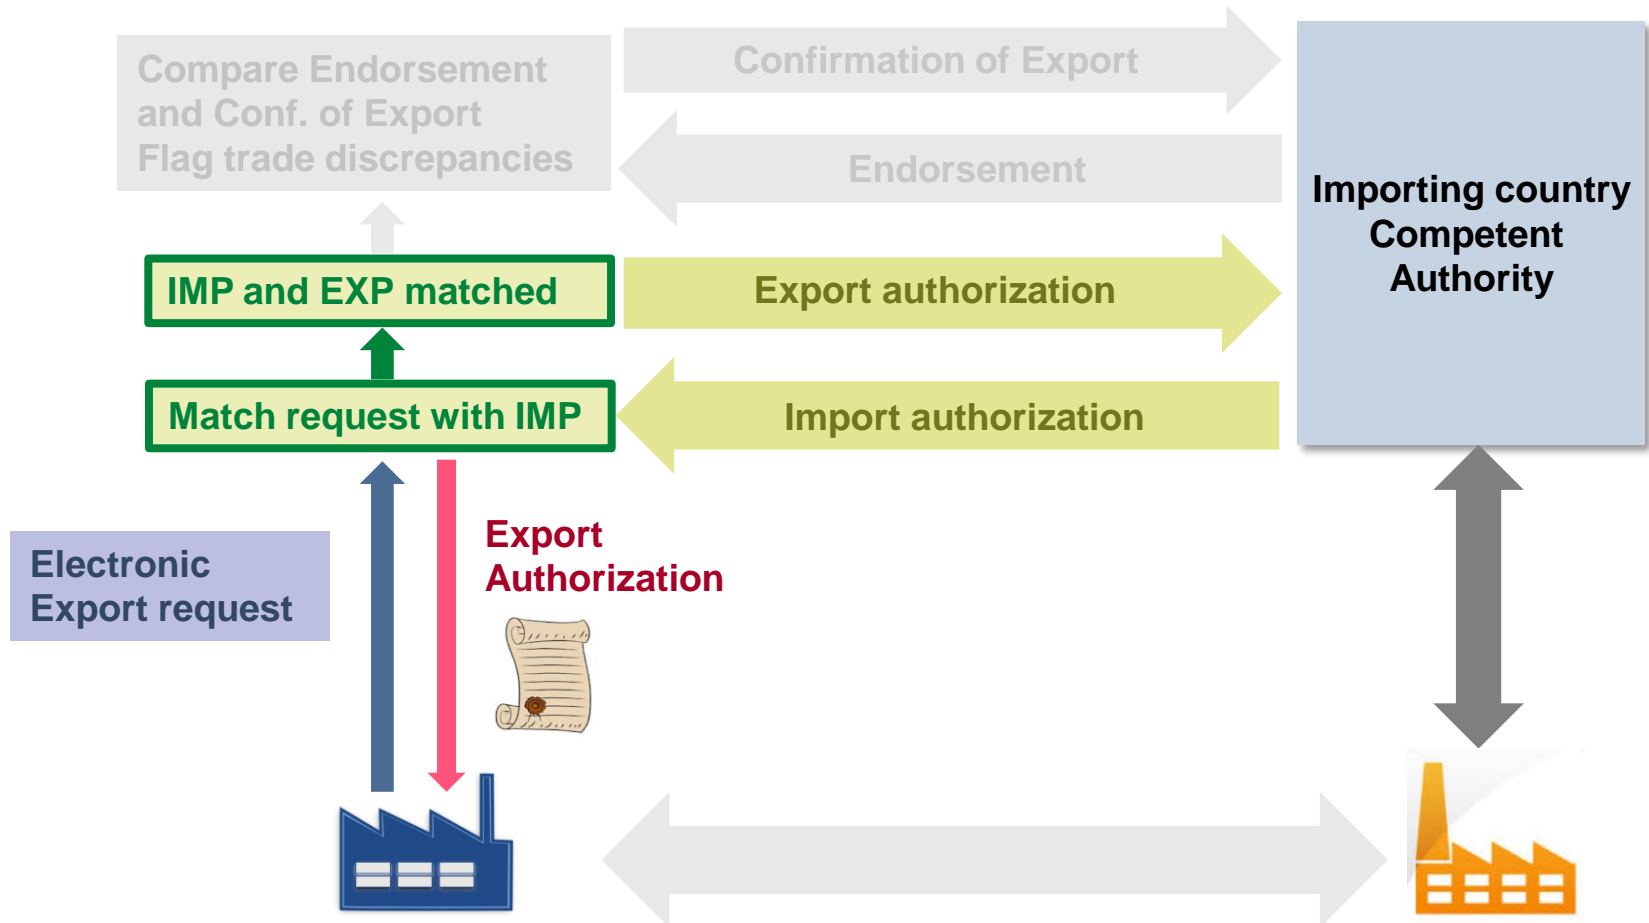 Compare Endorsement
and Conf. of Export
Flag trade discrepancies
Confirmation of Export
Endorsement
Importing country
Competent
Authority
IMP and EXP matched
Export authorization
Match request with IMP
Import authorization
Electronic
Export request
Export
Authorization